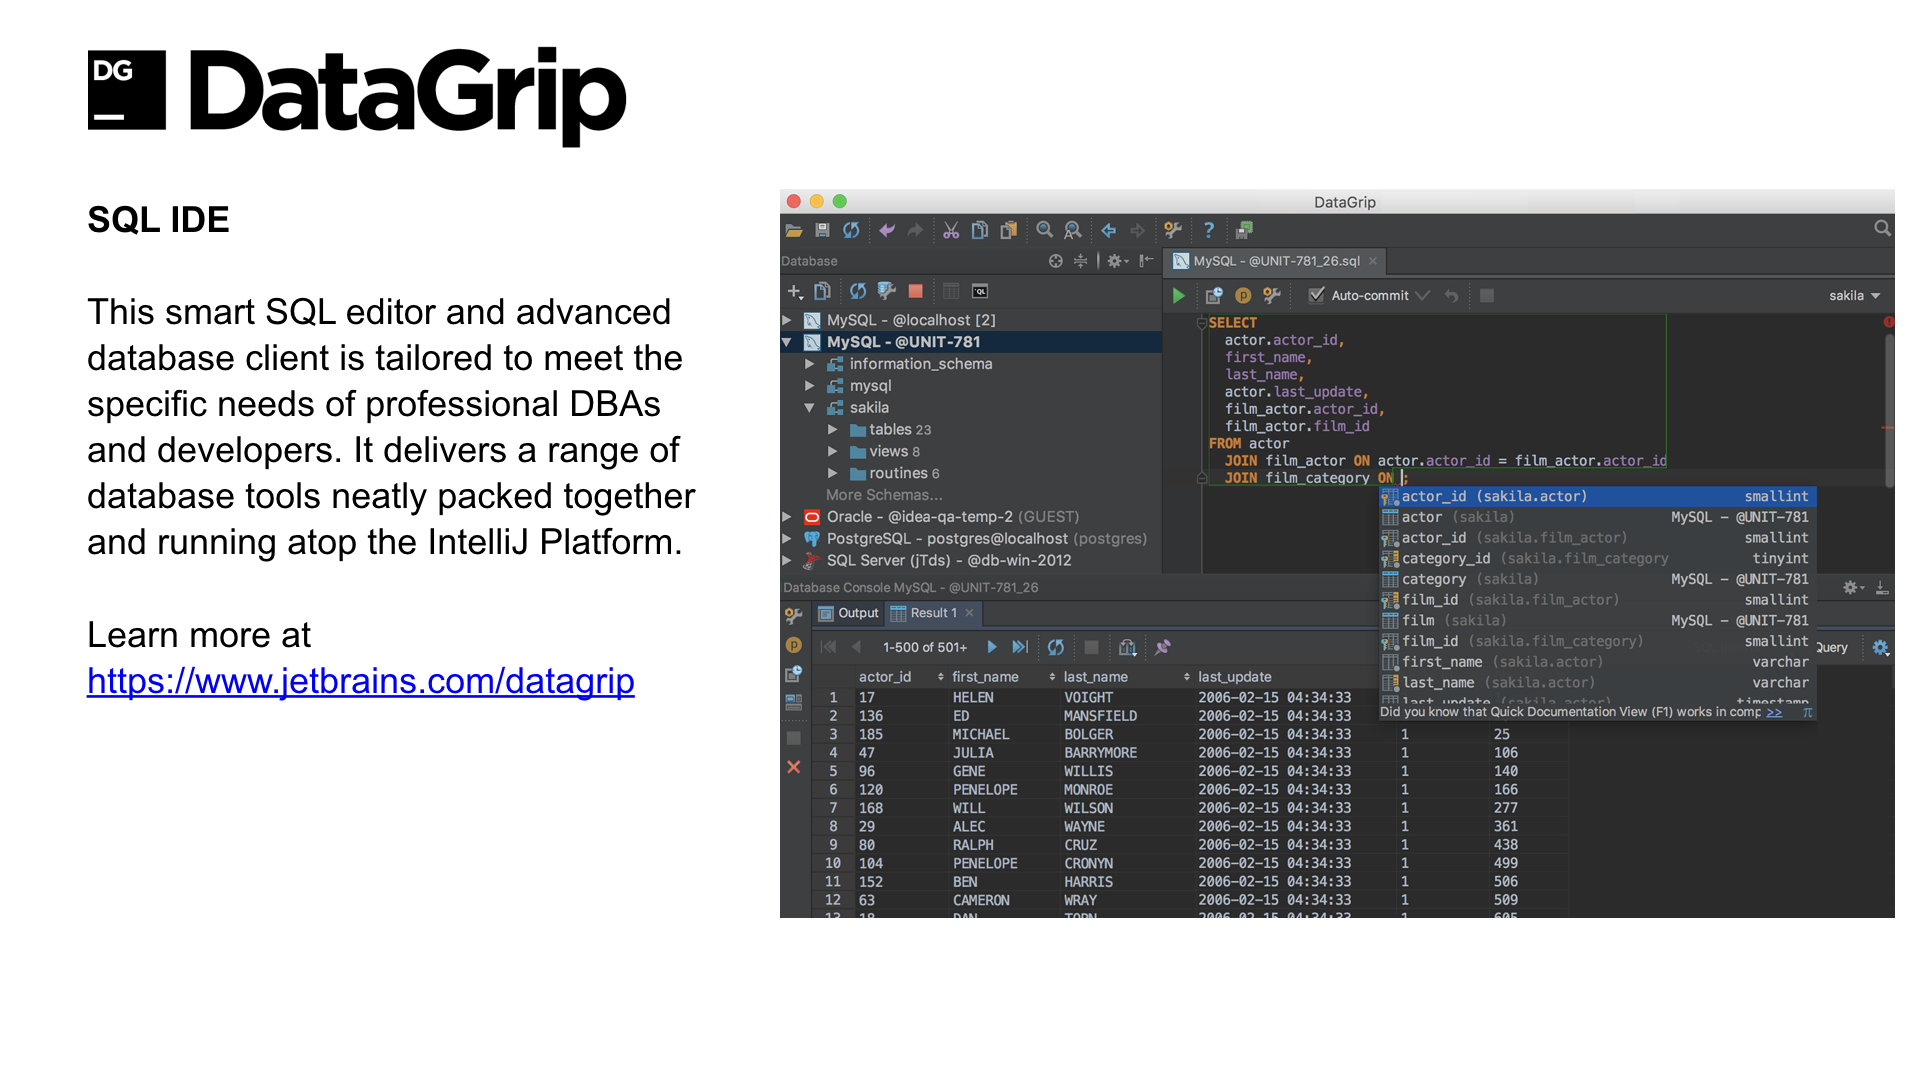 DG
DataGrip
SQL IDE
This smart SQL editor and advanced
database client is tailored to meet the
specific needs of professional DBAs
and developers. It delivers a range of
database tools neatly packed together
and running atop the IntelliJ Platform.
Learn more at
https://www.jetbrains.com/datagrip
DataGrip
Database
MySQL - @UNIT-781_26.sql
Auto-commit
sakila
MySQL - @localhost [2]
MySQL - @UNIT-781
information_schema
mysql
sakila
tables 23
views 8
routines 6
More Schemas...
Oracle - @idea-qa-temp-2 (GUEST)
PostgreSQL - postgres@localhost (postgres)
SQL Server (jTds) - @db-win-2012
SELECT
actor.actor_id,
first_name,
last_name,
actor.last_update,
film_actor.actor_id,
film_actor.film_id
FROM actor
JOIN film_actor ON actor.actor_id = film_actor.actor_id
JOIN film_category ON ;
actor_id (sakila.actor) smallint
actor (sakila) MySQL - @UNIT-781
actor_id (sakila.film_actor) smallint
category_id (sakila.film_category tinyint
category (sakila) MySQL - @UNIT-781
film_id (sakila.film_actor) smallint
film (sakila) MySQL - @UNIT-781
film_id (sakila.film_category) smallint
first_name (sakila.actor) varchar
last_name (sakila.actor) varchar
last_update (sakila.actor) timestamp
Did you know that Quick Documentation View (F1) works in comp >> π
Database Console MySQL - @UNIT-781_26
Output Result 1
1-500 of 501+
Query
actor_id first_name last_name last_update
1 17 HELEN VOIGHT 2006-02-15 04:34:33
2 136 ED MANSFIELD 2006-02-15 04:34:33
3 185 MICHAEL BOLGER 2006-02-15 04:34:33 1 25
4 47 JULIA BARRYMORE 2006-02-15 04:34:33 1 106
5 96 GENE WILLIS 2006-02-15 04:34:33 1 140
6 120 PENELOPE MONROE 2006-02-15 04:34:33 1 166
7 168 WILL WILSON 2006-02-15 04:34:33 1 277
8 29 ALEC WAYNE 2006-02-15 04:34:33 1 361
9 80 RALPH CRUZ 2006-02-15 04:34:33 1 438
10 104 PENELOPE CRONYN 2006-02-15 04:34:33 1 499
11 152 BEN HARRIS 2006-02-15 04:34:33 1 506
12 63 CAMERON WRAY 2006-02-15 04:34:33 1 509
13 18 DAN TORN 2006-02-15 04:34:33 1 605